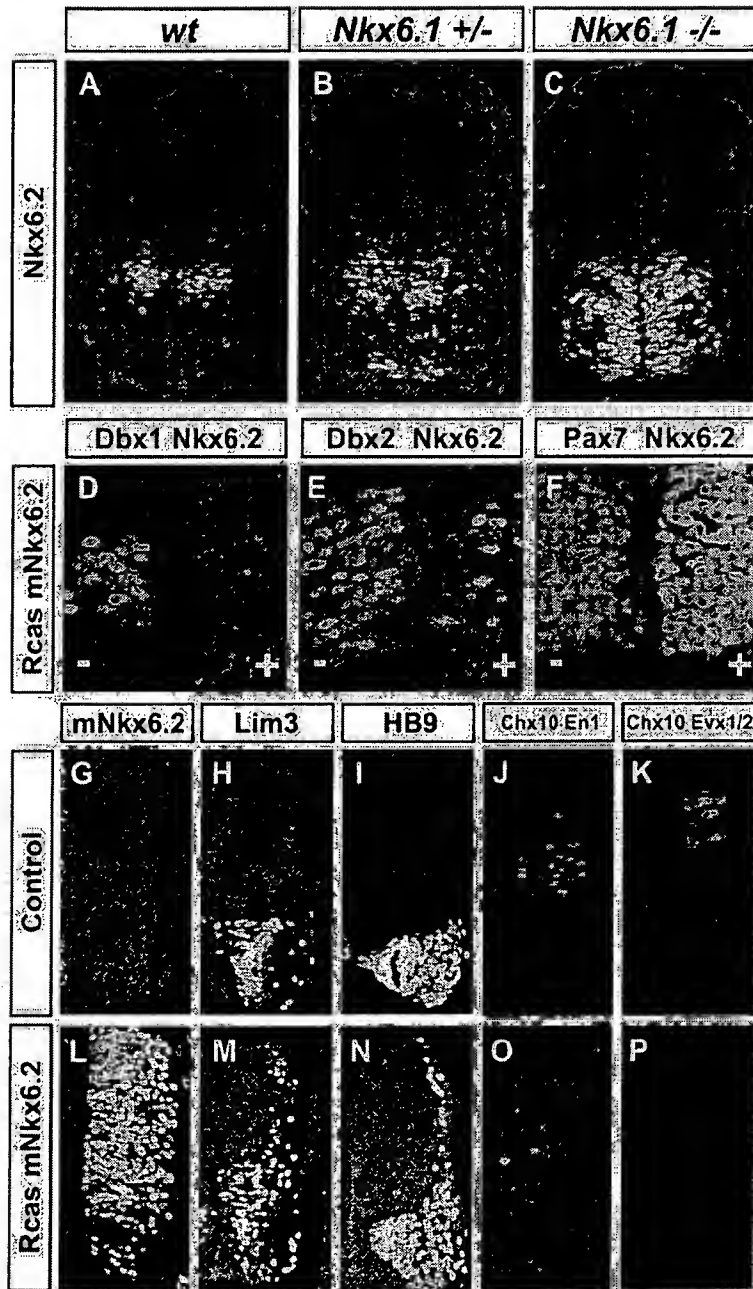 wt Nkx6.1 +/- Nkx6.1 -/-
Nkx6.2
A B C
Dbx1 Nkx6.2 Dbx2 Nkx6.2 Pax7 Nkx6.2
Rcas mNkx6.2
D E F
- + - + - +
mNkx6.2 Lim3 HB9 Chx10 En1 Chx10 Evx1/2
Control
G H I J K
Rcas mNkx6.2
L M N O P